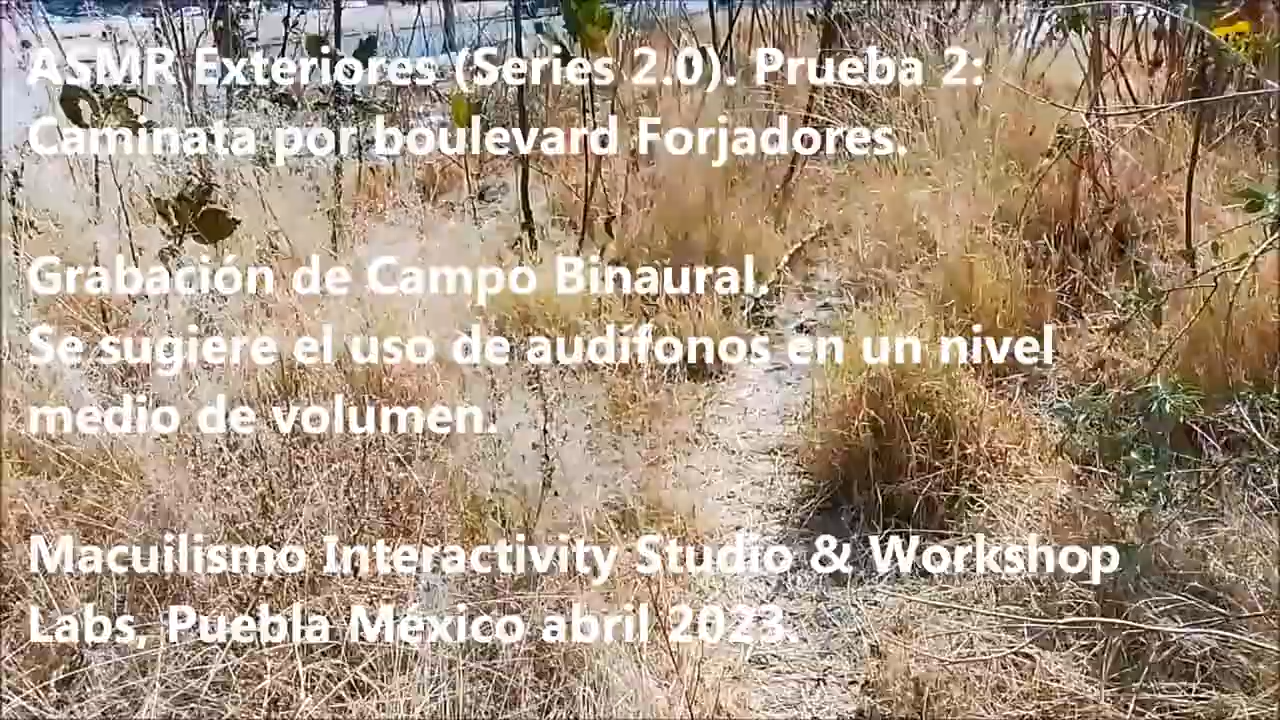 ASMR Exteriores (Series 2.0). Prueba 2:
Caminata por boulevard Forjadores.
Grabación de Campo Binaural.
Se sugiere el uso de audífonos en un nivel
medio de volumen.
Macuilismo Interactivity Studio & Workshop
Labs, Puebla México abril 2023.